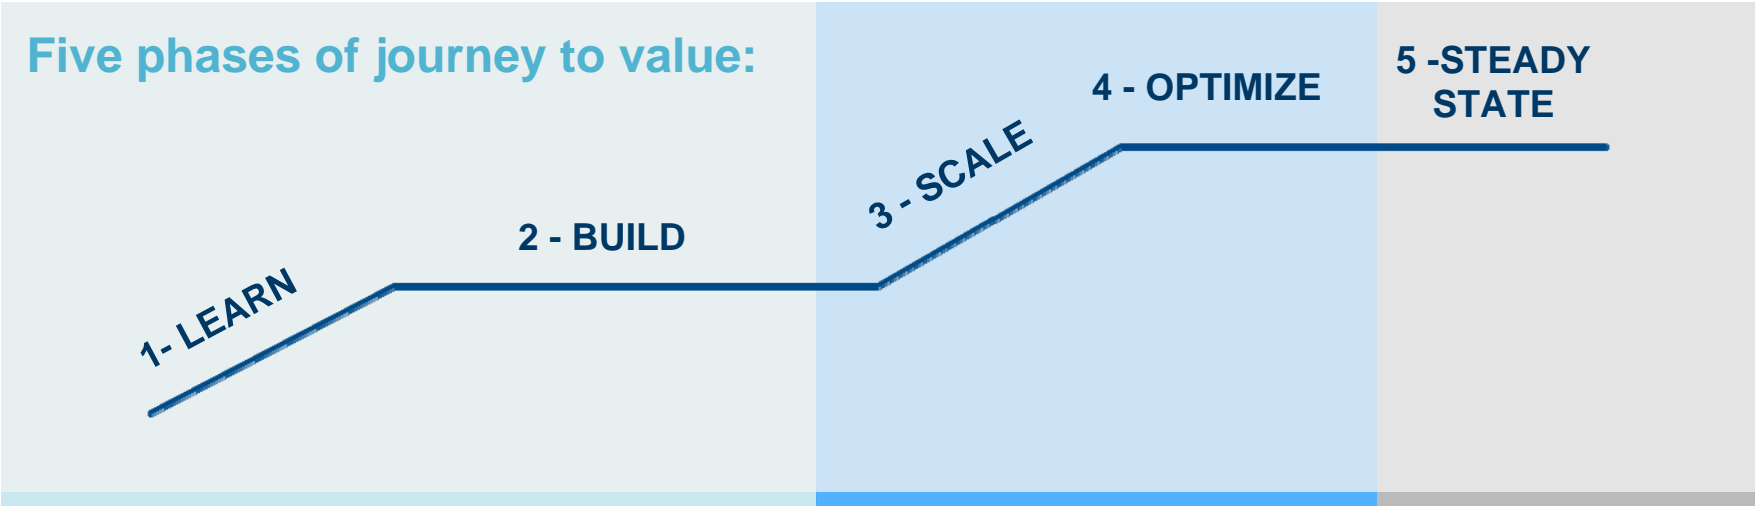 Five phases of journey to value:
1- LEARN
2 - BUILD
3 - SCALE
4 - OPTIMIZE
5 -STEADY
STATE